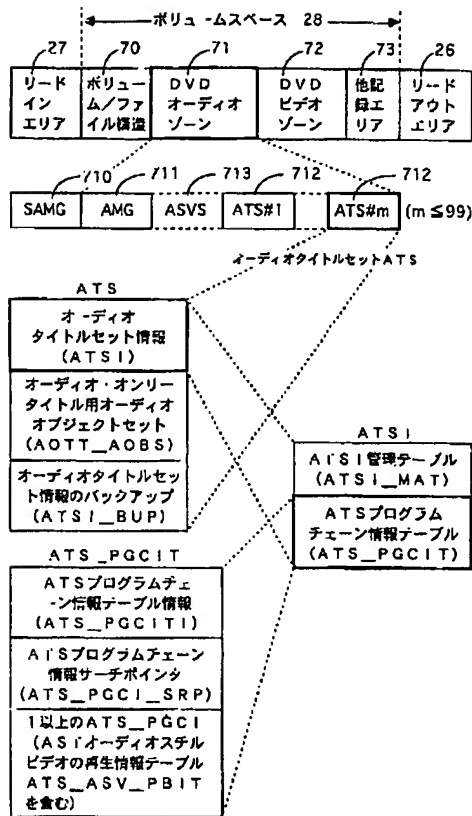 ボリュームスペース 28
27 70 71 72 73 26
リードインエリア
ボリューム/ファイル構造
DVDオーディオゾーン
DVDビデオゾーン
他記録エリア
リードアウトエリア
710 711 713 712 712
SAMG AMG ASVS ATS#1 ATS#m (m≦99)
オーディオタイトルセットATS
ATS
オーディオ
タイトルセット情報
(ATSI)
オーディオ・オンリー
タイトル用オーディオ
オブジェクトセット
(AOTT__AOBS)
オーディオタイトルセッ
ト情報のバックアップ
(ATSI_BUP)
ATSI
ATSI管理テーブル
(ATSI_MAT)
ATSプログラム
チェーン情報テーブル
(ATS__PGCIT)
ATS_PGCIT
ATSプログラムチェ
ーン情報テーブル情報
(ATS__PGCITI)
ATSプログラムチェーン
情報サーチポインタ
(ATS__PGCI_SRP)
1以上のATS__PGCI
(ASVオーディオスチル
ビデオの再生情報テーブル
ATS__ASV__PBIT
を含む)